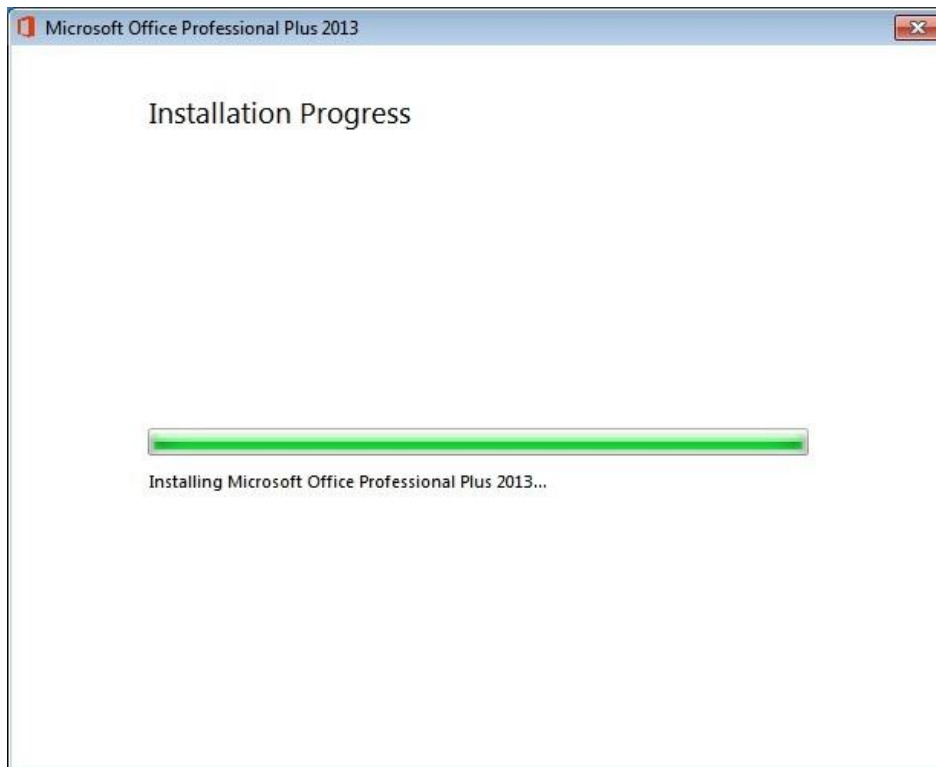 Microsoft Office Professional Plus 2013
Installation Progress
Installing Microsoft Office Professional Plus 2013...